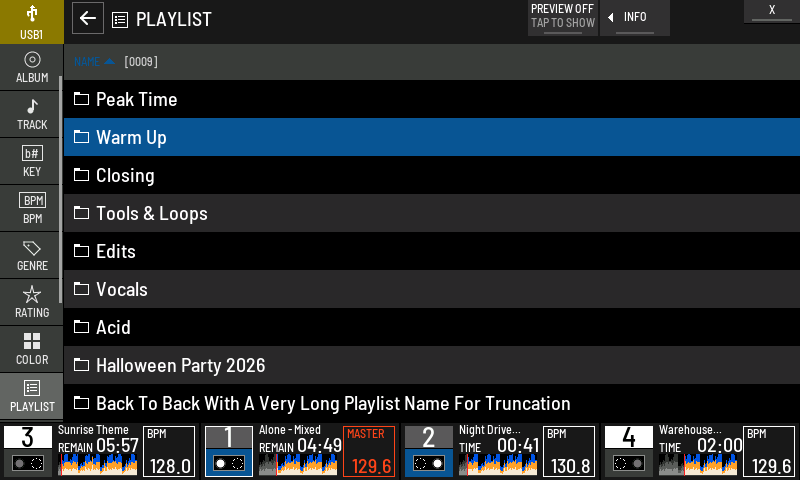 USB1
PLAYLIST
PREVIEW OFF
TAP TO SHOW
INFO
X
NAME [0009]
ALBUM
TRACK
b#
KEY
BPM
BPM
GENRE
RATING
COLOR
PLAYLIST
Peak Time
Warm Up
Closing
Tools & Loops
Edits
Vocals
Acid
Halloween Party 2026
Back To Back With A Very Long Playlist Name For Truncation
3
Sunrise Theme
REMAIN 05:57
BPM
128.0
1
Alone - Mixed
REMAIN 04:49
MASTER
129.6
2
Night Drive...
TIME 00:41
BPM
130.8
4
Warehouse...
TIME 02:00
BPM
129.6